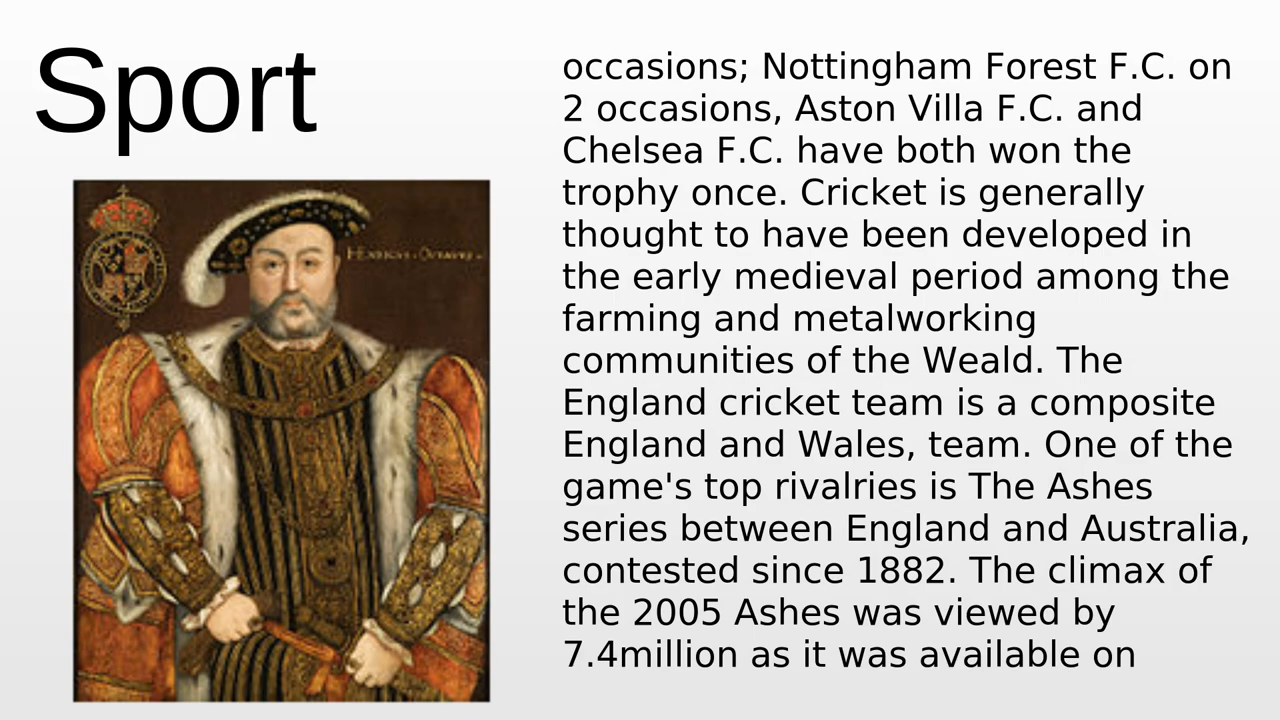 Sport
HENRICVS · OCTAVVS ·
occasions; Nottingham Forest F.C. on
2 occasions, Aston Villa F.C. and
Chelsea F.C. have both won the
trophy once. Cricket is generally
thought to have been developed in
the early medieval period among the
farming and metalworking
communities of the Weald. The
England cricket team is a composite
England and Wales, team. One of the
game's top rivalries is The Ashes
series between England and Australia,
contested since 1882. The climax of
the 2005 Ashes was viewed by
7.4million as it was available on